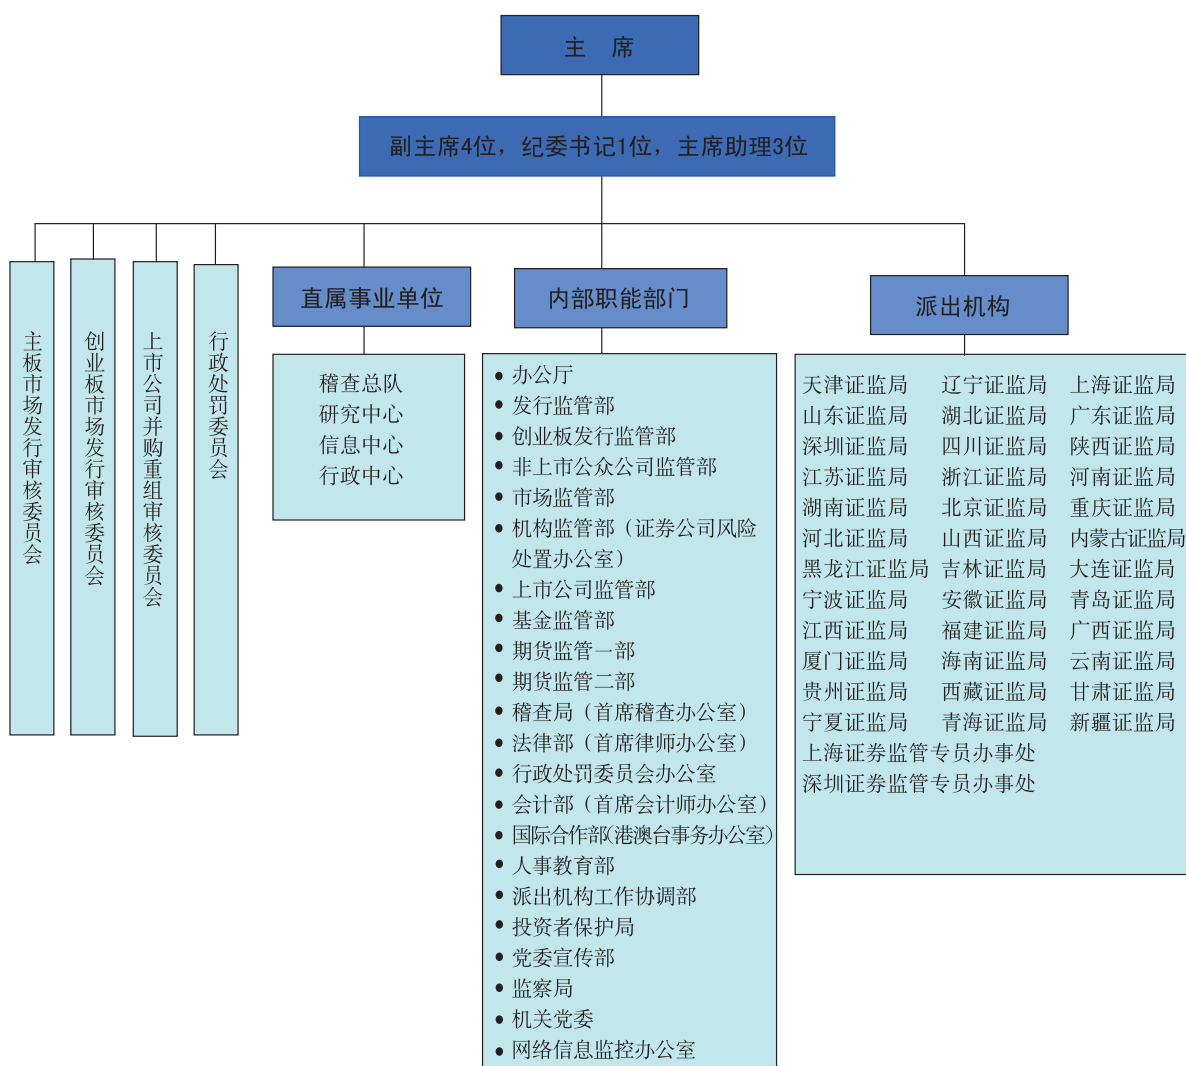 主 席
副主席4位，纪委书记1位，主席助理3位
主板市场发行审核委员会
创业板市场发行审核委员会
上市公司并购重组审核委员会
行政处罚委员会
直属事业单位
稽查总队
研究中心
信息中心
行政中心
内部职能部门
• 办公厅
• 发行监管部
• 创业板发行监管部
• 非上市公众公司监管部
• 市场监管部
• 机构监管部（证券公司风险
处置办公室）
• 上市公司监管部
• 基金监管部
• 期货监管一部
• 期货监管二部
• 稽查局（首席稽查办公室）
• 法律部（首席律师办公室）
• 行政处罚委员会办公室
• 会计部（首席会计师办公室）
• 国际合作部(港澳台事务办公室)
• 人事教育部
• 派出机构工作协调部
• 投资者保护局
• 党委宣传部
• 监察局
• 机关党委
• 网络信息监控办公室
派出机构
天津证监局 辽宁证监局 上海证监局
山东证监局 湖北证监局 广东证监局
深圳证监局 四川证监局 陕西证监局
江苏证监局 浙江证监局 河南证监局
湖南证监局 北京证监局 重庆证监局
河北证监局 山西证监局 内蒙古证监局
黑龙江证监局 吉林证监局 大连证监局
宁波证监局 安徽证监局 青岛证监局
江西证监局 福建证监局 广西证监局
厦门证监局 海南证监局 云南证监局
贵州证监局 西藏证监局 甘肃证监局
宁夏证监局 青海证监局 新疆证监局
上海证券监管专员办事处
深圳证券监管专员办事处